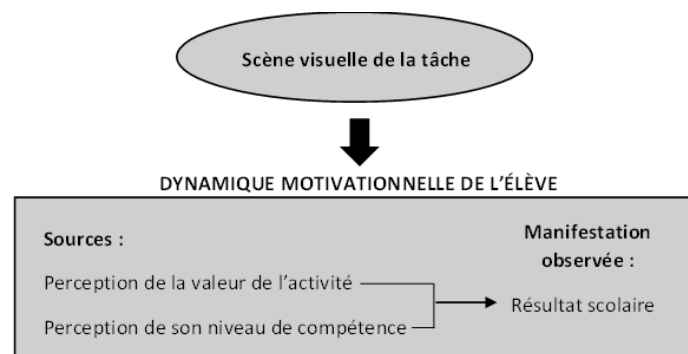 Scène visuelle de la tâche
DYNAMIQUE MOTIVATIONNELLE DE L'ÉLÈVE
Sources :
Perception de la valeur de l'activité
Perception de son niveau de compétence
Manifestation
observée :
Résultat scolaire